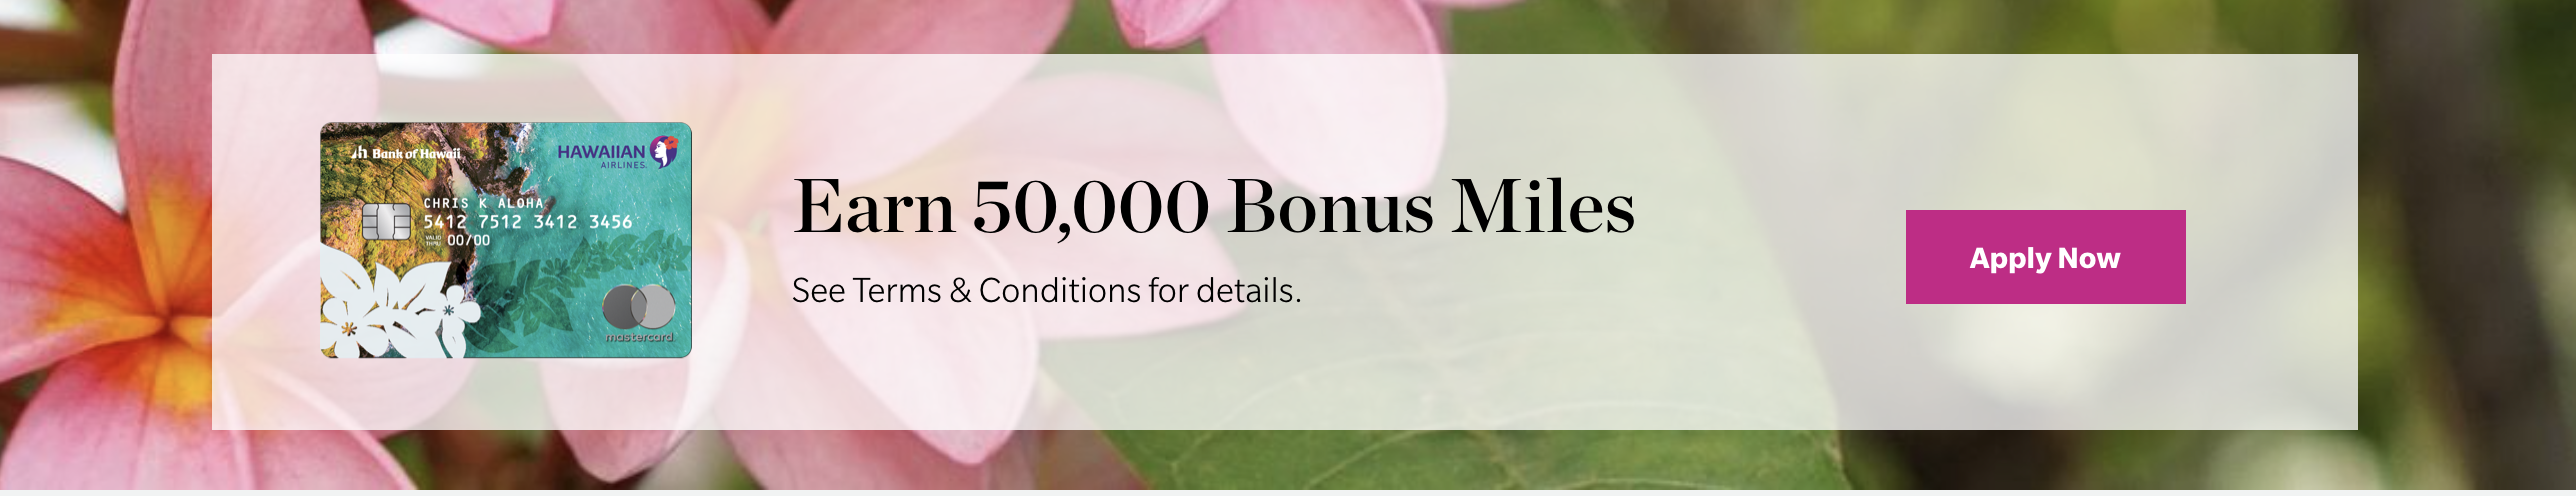 Bank of Hawaii
HAWAIIAN
AIRLINES.
CHRIS K ALOHA
5412 7512 3412 3456
VALID
THRU 00/00
mastercard
Earn 50,000 Bonus Miles
See Terms & Conditions for details.
Apply Now